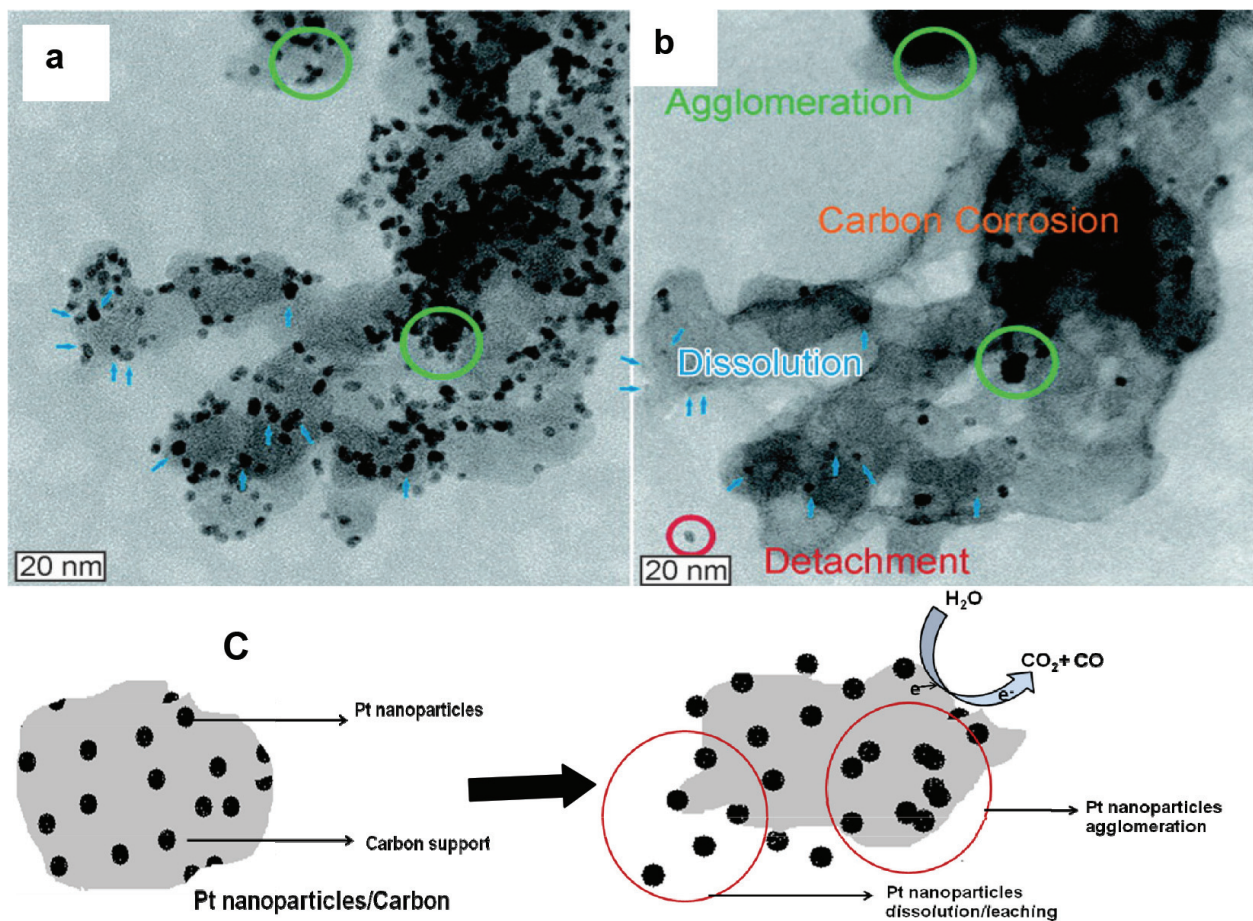 a
b
Agglomeration
Carbon Corrosion
Dissolution
20 nm
20 nm
Detachment
C
H₂O
CO₂+ CO
e
e⁻
Pt nanoparticles
Carbon support
Pt nanoparticles/Carbon
Pt nanoparticles
agglomeration
Pt nanoparticles
dissolution/leaching